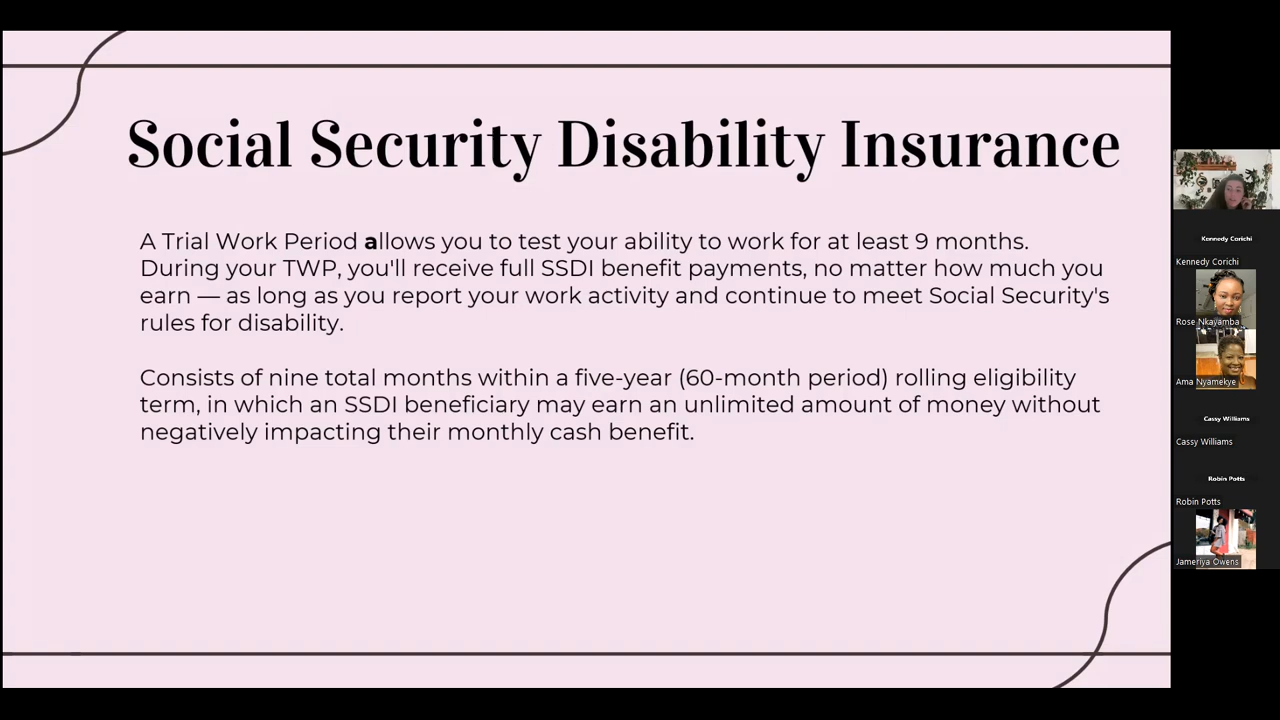 Social Security Disability Insurance
A Trial Work Period allows you to test your ability to work for at least 9 months.
During your TWP, you'll receive full SSDI benefit payments, no matter how much you
earn — as long as you report your work activity and continue to meet Social Security's
rules for disability.
Consists of nine total months within a five-year (60-month period) rolling eligibility
term, in which an SSDI beneficiary may earn an unlimited amount of money without
negatively impacting their monthly cash benefit.
Kennedy Corichi
Kennedy Corichi
Rose Nkayamba
Ama Nyamekye
Cassy Williams
Cassy Williams
Robin Potts
Robin Potts
Jameriya Owens